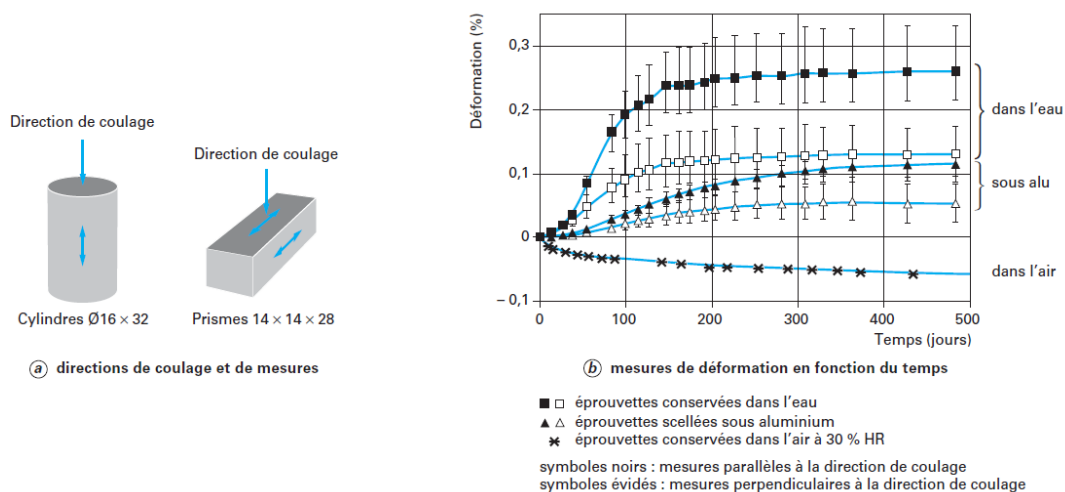 Direction de coulage
Direction de coulage
Cylindres Ø16 × 32
Prismes 14 × 14 × 28
a directions de coulage et de mesures
Déformation (%)
0,3
0,2
0,1
0
– 0,1
0
100
200
300
400
500
Temps (jours)
dans l'eau
sous alu
dans l'air
b mesures de déformation en fonction du temps
éprouvettes conservées dans l'eau
éprouvettes scellées sous aluminium
éprouvettes conservées dans l'air à 30 % HR
symboles noirs : mesures parallèles à la direction de coulage
symboles évidés : mesures perpendiculaires à la direction de coulage